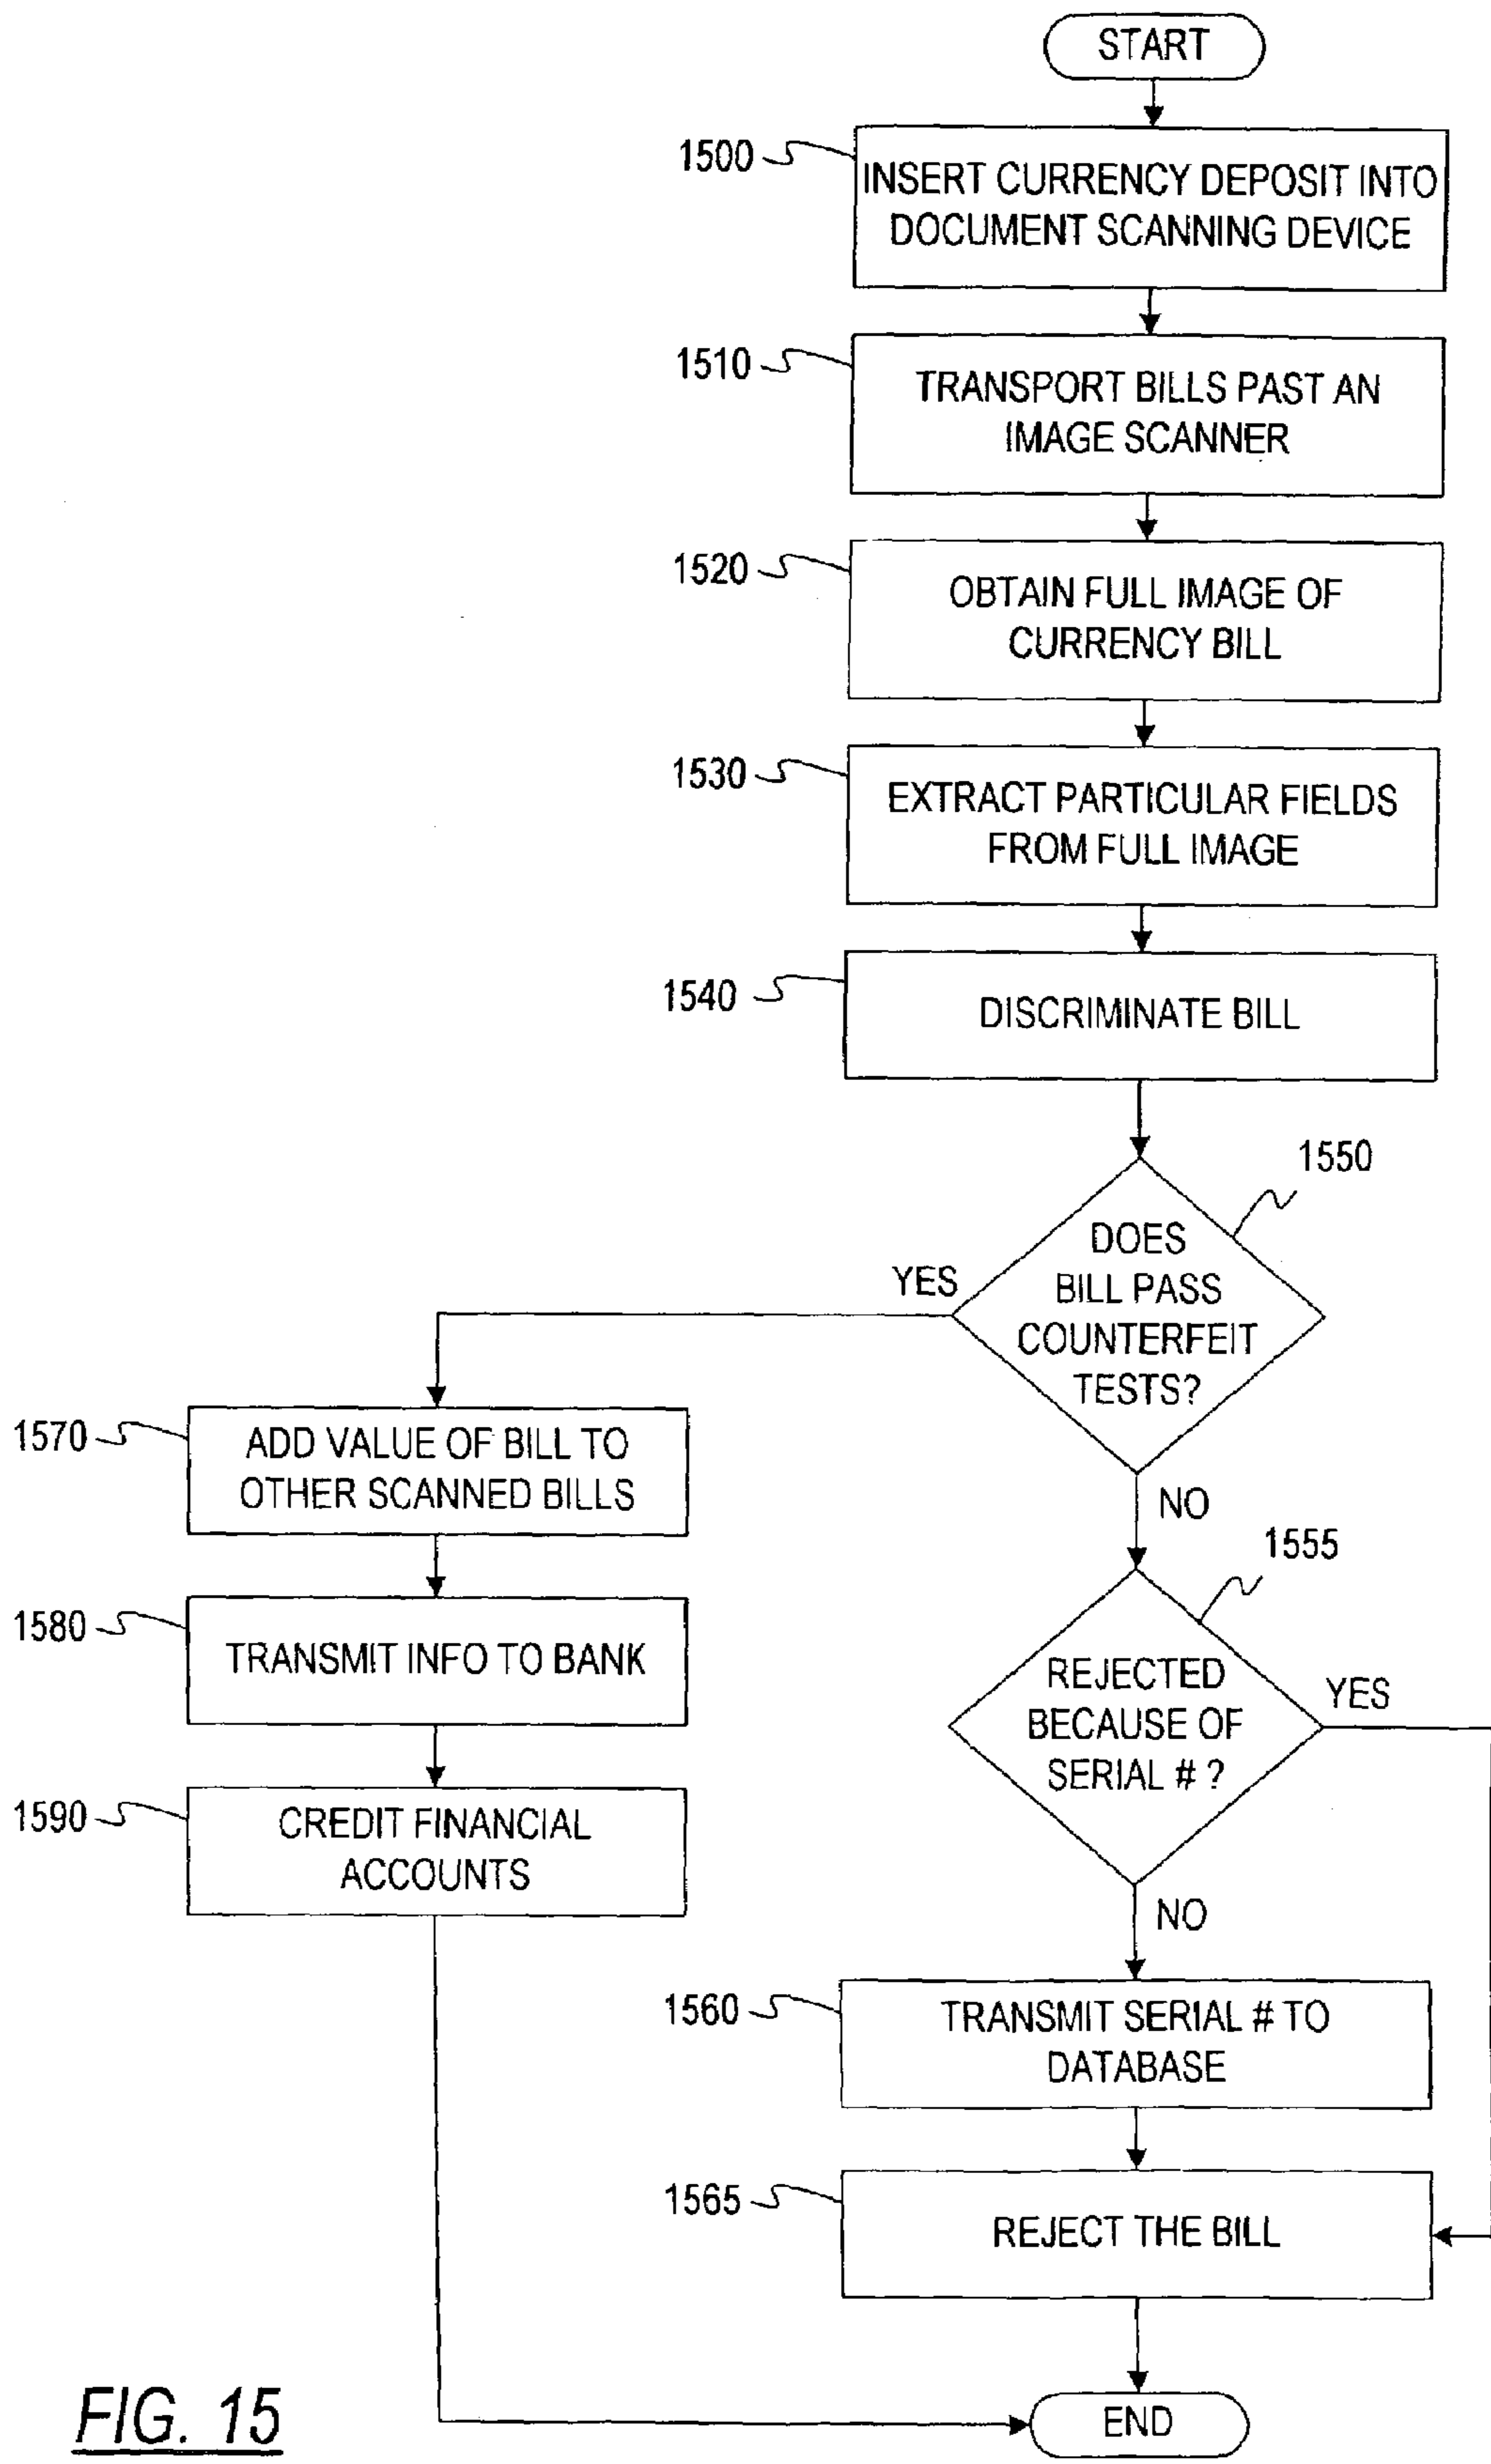 START
1500
INSERT CURRENCY DEPOSIT INTO
DOCUMENT SCANNING DEVICE
1510
TRANSPORT BILLS PAST AN
IMAGE SCANNER
1520
OBTAIN FULL IMAGE OF
CURRENCY BILL
1530
EXTRACT PARTICULAR FIELDS
FROM FULL IMAGE
1540
DISCRIMINATE BILL
1550
DOES
BILL PASS
COUNTERFEIT
TESTS?
YES
NO
1570
ADD VALUE OF BILL TO
OTHER SCANNED BILLS
1580
TRANSMIT INFO TO BANK
1590
CREDIT FINANCIAL
ACCOUNTS
1555
REJECTED
BECAUSE OF
SERIAL # ?
YES
NO
1560
TRANSMIT SERIAL # TO
DATABASE
1565
REJECT THE BILL
END
FIG. 15